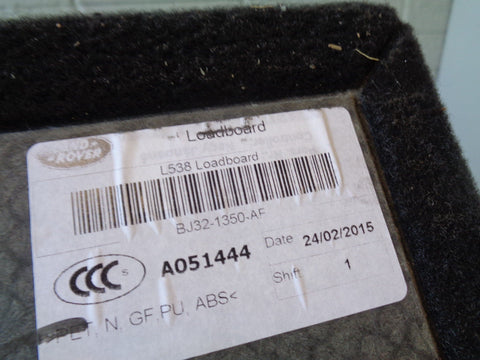 Loadboard
LAND ROVER
L538 Loadboard
BJ32-1350-AF
CCC S
A051444 Date 24/02/2015
Shift 1
>PET, N, GF PU, ABS<